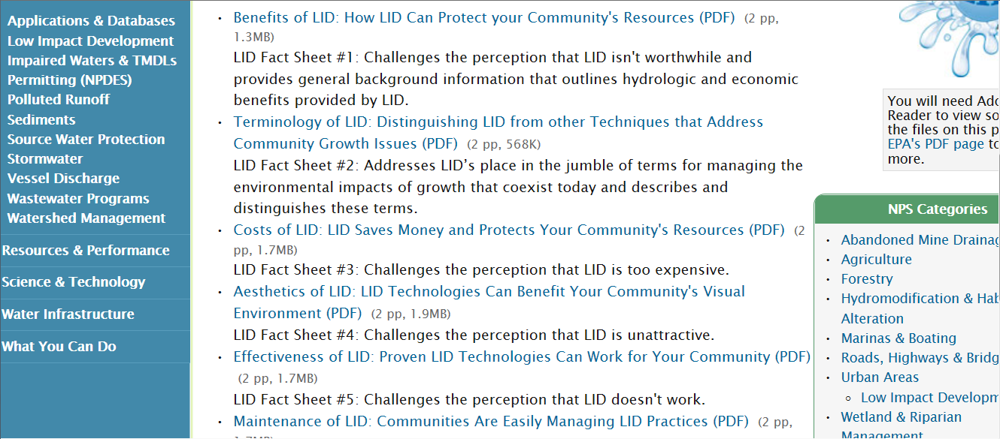 Applications & Databases
Low Impact Development
Impaired Waters & TMDLs
Permitting (NPDES)
Polluted Runoff
Sediments
Source Water Protection
Stormwater
Vessel Discharge
Wastewater Programs
Watershed Management
Resources & Performance
Science & Technology
Water Infrastructure
What You Can Do
• Benefits of LID: How LID Can Protect your Community's Resources (PDF) (2 pp,
1.3MB)
LID Fact Sheet #1: Challenges the perception that LID isn't worthwhile and
provides general background information that outlines hydrologic and economic
benefits provided by LID.
• Terminology of LID: Distinguishing LID from other Techniques that Address
Community Growth Issues (PDF) (2 pp, 568K)
LID Fact Sheet #2: Addresses LID’s place in the jumble of terms for managing the
environmental impacts of growth that coexist today and describes and
distinguishes these terms.
• Costs of LID: LID Saves Money and Protects Your Community's Resources (PDF) (2
pp, 1.7MB)
LID Fact Sheet #3: Challenges the perception that LID is too expensive.
• Aesthetics of LID: LID Technologies Can Benefit Your Community's Visual
Environment (PDF) (2 pp, 1.9MB)
LID Fact Sheet #4: Challenges the perception that LID is unattractive.
• Effectiveness of LID: Proven LID Technologies Can Work for Your Community (PDF)
(2 pp, 1.7MB)
LID Fact Sheet #5: Challenges the perception that LID doesn't work.
• Maintenance of LID: Communities Are Easily Managing LID Practices (PDF) (2 pp,
You will need Ado
Reader to view so
the files on this p
EPA's PDF page to
more.
NPS Categories
• Abandoned Mine Drainag
• Agriculture
• Forestry
• Hydromodification & Hab
Alteration
• Marinas & Boating
• Roads, Highways & Bridg
• Urban Areas
◦ Low Impact Developm
• Wetland & Riparian
Management